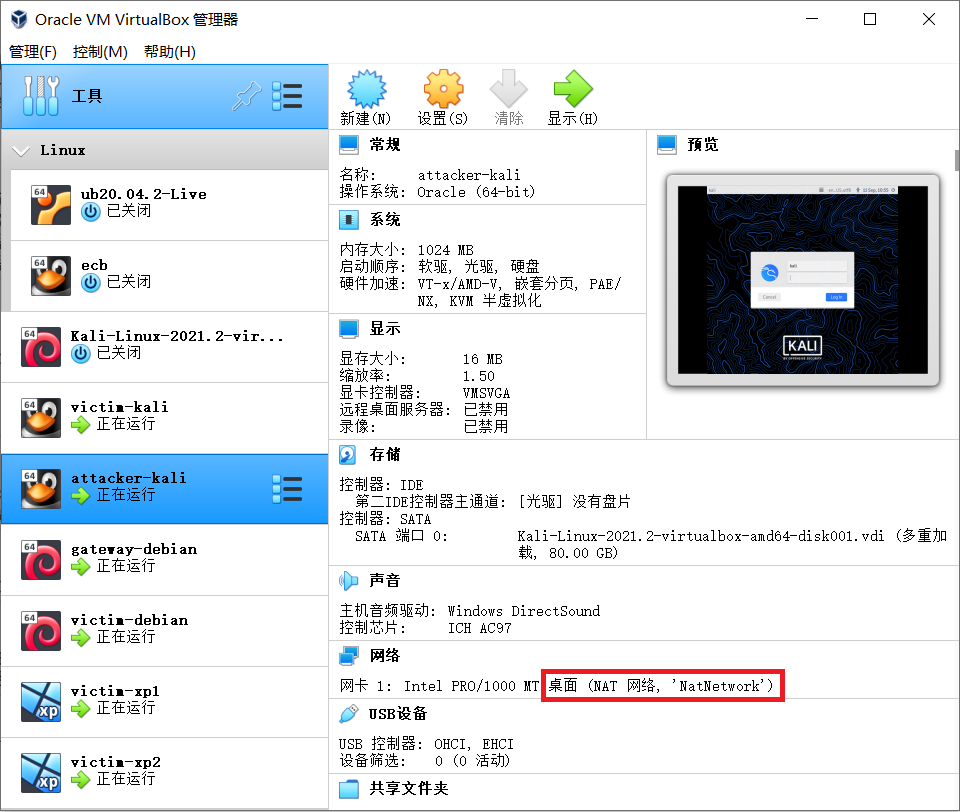 Oracle VM VirtualBox 管理器
管理(F) 控制(M) 帮助(H)
工具
新建(N) 设置(S) 清除 显示(H)
Linux
64
ub20.04.2-Live
已关闭
64
ecb
已关闭
64
Kali-Linux-2021.2-vir...
已关闭
64
victim-kali
正在运行
64
attacker-kali
正在运行
64
gateway-debian
正在运行
64
victim-debian
正在运行
xp
victim-xp1
正在运行
xp
victim-xp2
正在运行
常规
名称: attacker-kali
操作系统: Oracle (64-bit)
系统
内存大小: 1024 MB
启动顺序: 软驱, 光驱, 硬盘
硬件加速: VT-x/AMD-V, 嵌套分页, PAE/
NX, KVM 半虚拟化
显示
显存大小: 16 MB
缩放率: 1.50
显卡控制器: VMSVGA
远程桌面服务器: 已禁用
录像: 已禁用
预览
kali
kali
Cancel Log In
KALI
BY OFFENSIVE SECURITY
存储
控制器: IDE
第二IDE控制器主通道: [光驱] 没有盘片
控制器: SATA
SATA 端口 0: Kali-Linux-2021.2-virtualbox-amd64-disk001.vdi (多重加
载, 80.00 GB)
声音
主机音频驱动: Windows DirectSound
控制芯片: ICH AC97
网络
网卡 1: Intel PRO/1000 MT 桌面 (NAT 网络, 'NatNetwork')
USB设备
USB 控制器: OHCI, EHCI
设备筛选: 0 (0 活动)
共享文件夹